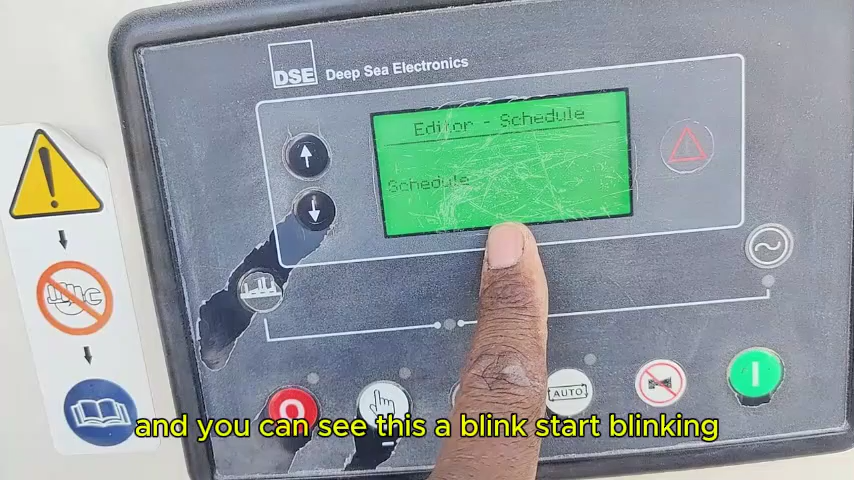 DSE Deep Sea Electronics
Editor - Schedule
Schedule
AUTO
and you can see this a blink start blinking